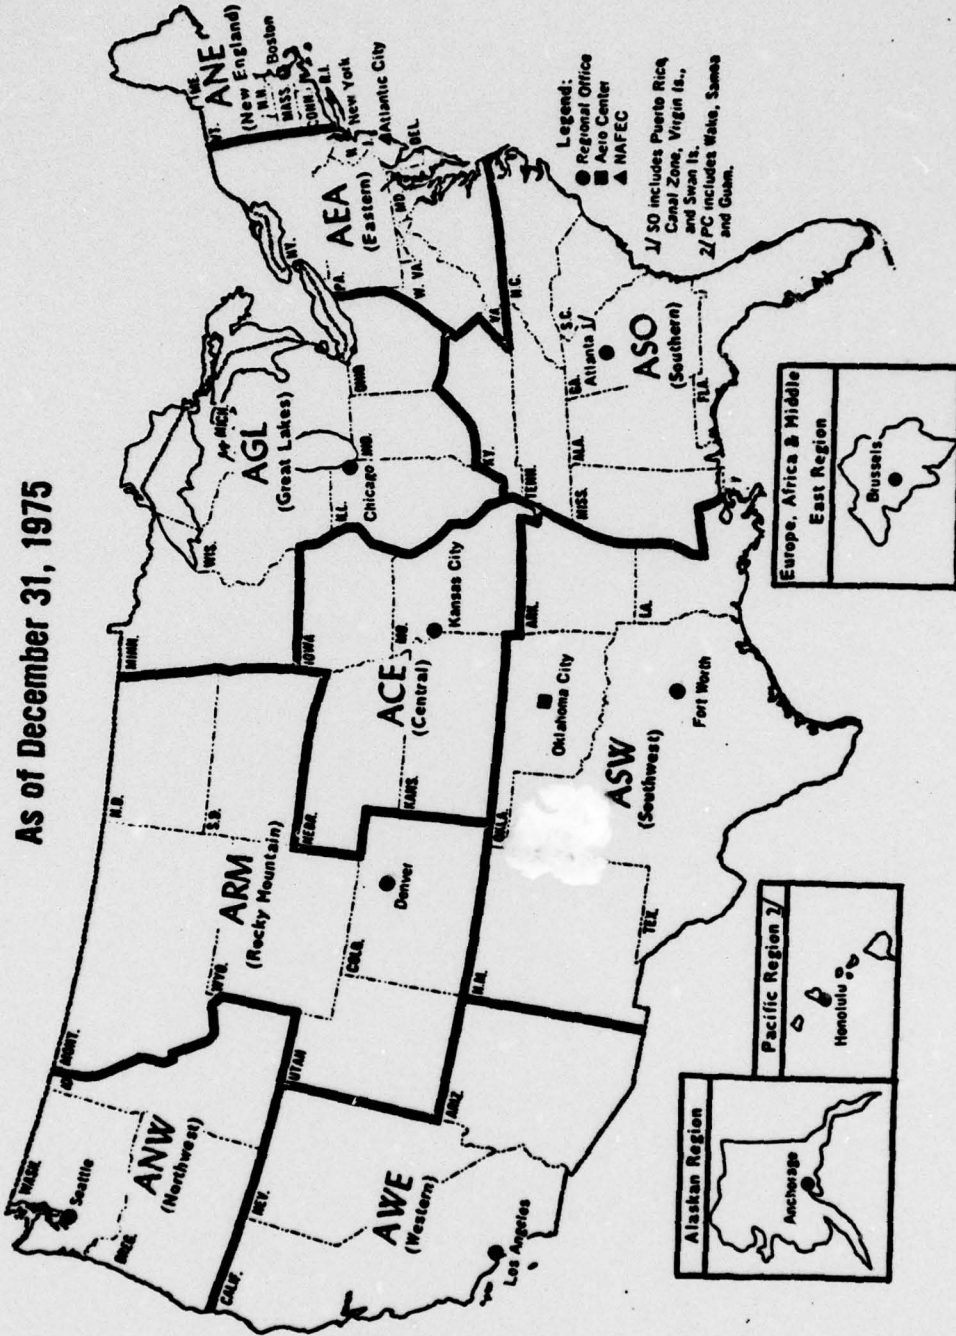 As of December 31, 1975
WASH.
Seattle
OREG.
ANW
(Northwest)
ID.
MONT.
N.D.
MINN.
S.D.
ARM
(Rocky Mountain)
WYO.
NEBR.
IOWA
WIS.
MICH.
AGL
(Great Lakes)
ILL.
Chicago
IND.
OHIO
N.Y.
VT.
ME.
ANE
(New England)
N.H.
MASS.
Boston
CONN.
R.I.
New York
N.J.
Atlantic City
PA.
AEA
(Eastern)
MD.
DEL.
W. VA.
VA.
CALIF.
NEV.
UTAH
COLO.
Denver
KANS.
ACE
(Central)
MO.
Kansas City
KY.
TENN.
N.C.
S.C.
AWE
(Western)
Los Angeles
ARIZ.
N.M.
OKLA.
Oklahoma City
ARK.
MISS.
ALA.
GA.
Atlanta 1/
ASO
(Southern)
FLA.
TEX.
ASW
(Southwest)
Fort Worth
LA.
Legend:
Regional Office
Aero Center
NAFEC
1/ SO includes Puerto Rico,
Canal Zone, Virgin Is.,
and Swan Is.
2/ PC includes Wake, Samoa
and Guam.
Alaskan Region
Anchorage
Pacific Region 2/
Honolulu
Europe, Africa & Middle
East Region
Brussels